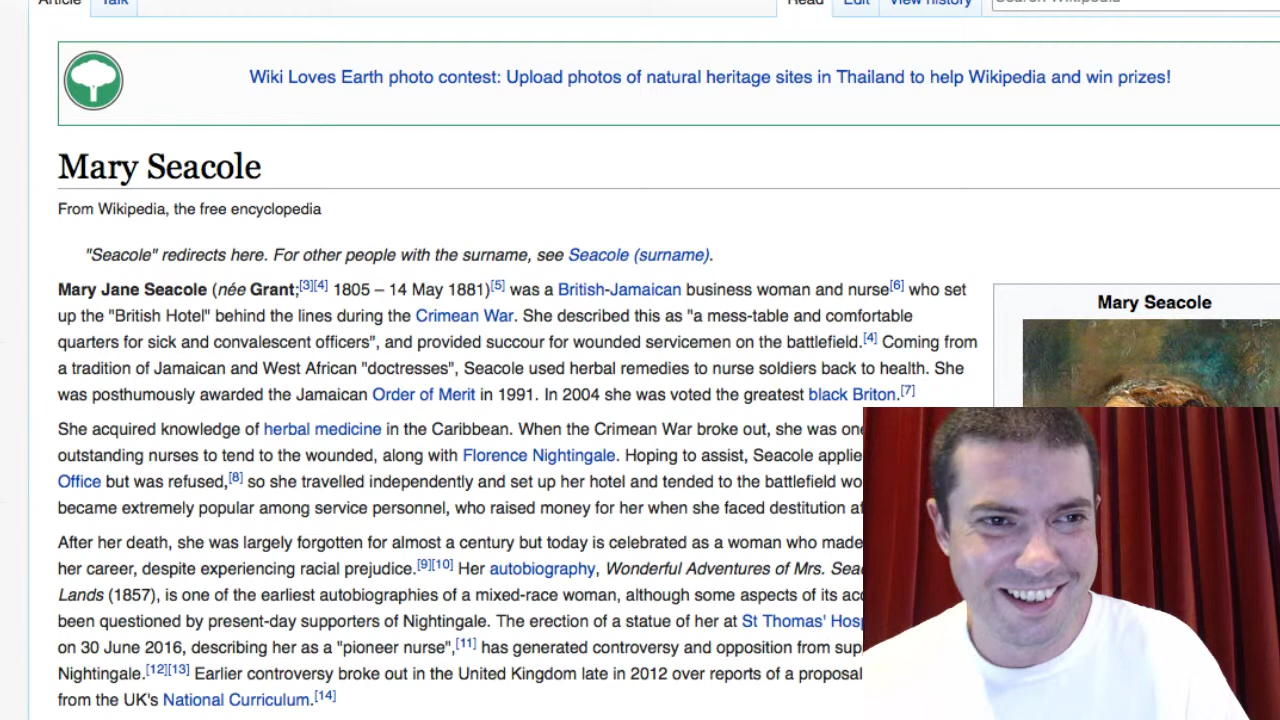 Article Talk Read Edit View history Search Wikipedia
Wiki Loves Earth photo contest: Upload photos of natural heritage sites in Thailand to help Wikipedia and win prizes!
Mary Seacole
From Wikipedia, the free encyclopedia
"Seacole" redirects here. For other people with the surname, see Seacole (surname).
Mary Jane Seacole (née Grant;[3][4] 1805 – 14 May 1881)[5] was a British-Jamaican business woman and nurse[6] who set
up the "British Hotel" behind the lines during the Crimean War. She described this as "a mess-table and comfortable
quarters for sick and convalescent officers", and provided succour for wounded servicemen on the battlefield.[4] Coming from
a tradition of Jamaican and West African "doctresses", Seacole used herbal remedies to nurse soldiers back to health. She
was posthumously awarded the Jamaican Order of Merit in 1991. In 2004 she was voted the greatest black Briton.[7]
Mary Seacole
She acquired knowledge of herbal medicine in the Caribbean. When the Crimean War broke out, she was one
outstanding nurses to tend to the wounded, along with Florence Nightingale. Hoping to assist, Seacole applie
Office but was refused,[8] so she travelled independently and set up her hotel and tended to the battlefield wo
became extremely popular among service personnel, who raised money for her when she faced destitution af
After her death, she was largely forgotten for almost a century but today is celebrated as a woman who made
her career, despite experiencing racial prejudice.[9][10] Her autobiography, Wonderful Adventures of Mrs. Sea
Lands (1857), is one of the earliest autobiographies of a mixed-race woman, although some aspects of its acc
been questioned by present-day supporters of Nightingale. The erection of a statue of her at St Thomas' Hosp
on 30 June 2016, describing her as a "pioneer nurse",[11] has generated controversy and opposition from sup
Nightingale.[12][13] Earlier controversy broke out in the United Kingdom late in 2012 over reports of a proposal
from the UK's National Curriculum.[14]